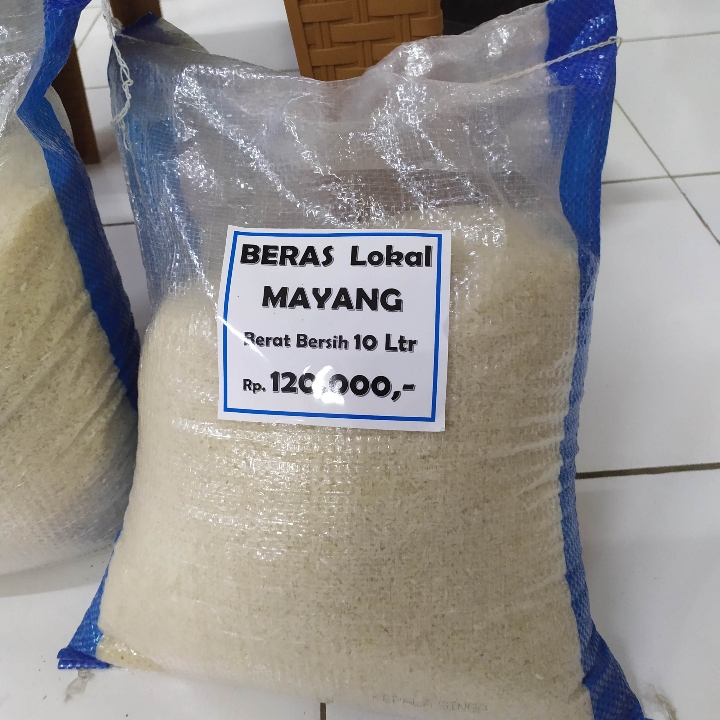 BERAS Lokal
MAYANG
Berat Bersih 10 Ltr
Rp. 120.000,-